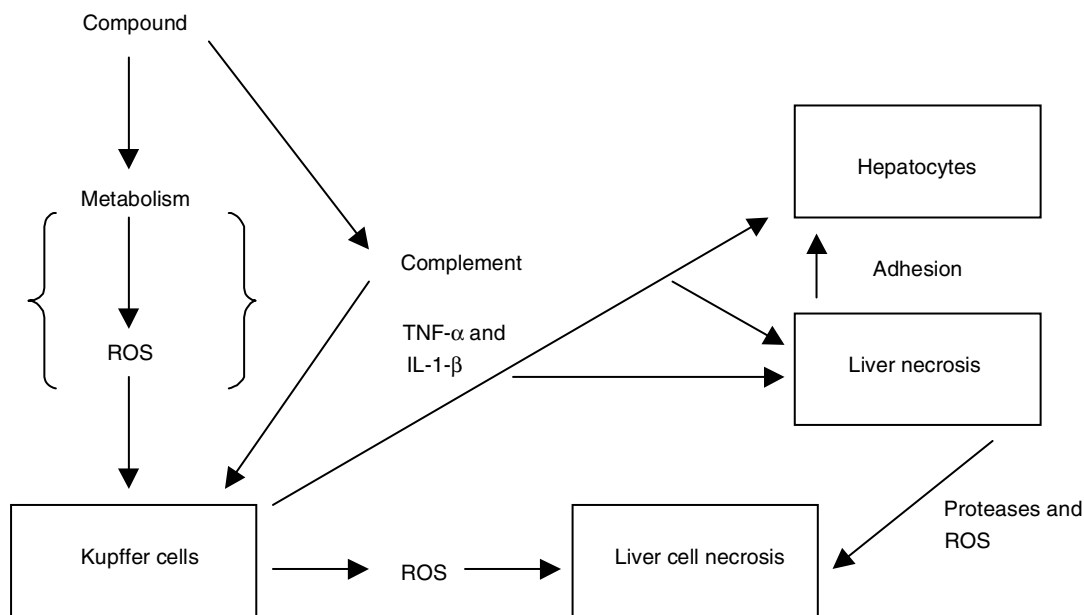 Compound
Metabolism
ROS
Complement
TNF-α and
IL-1-β
Hepatocytes
Adhesion
Liver necrosis
Proteases and
ROS
Kupffer cells
ROS
Liver cell necrosis